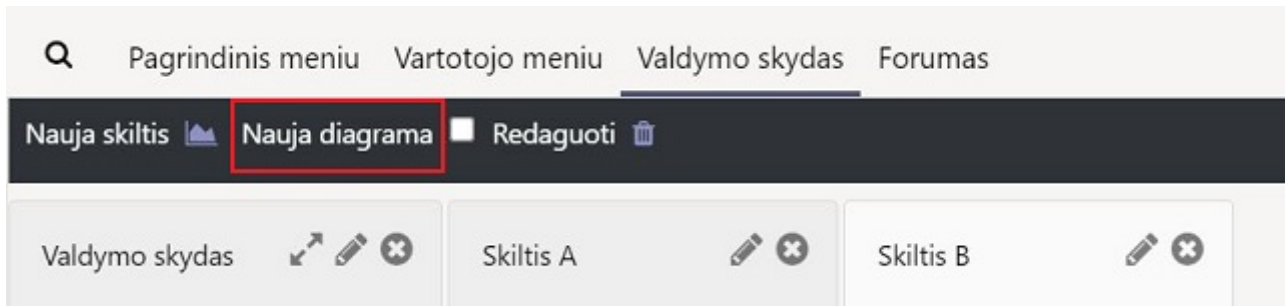 Pagrindinis meniu Vartotojo meniu Valdymo skydas Forumas
Nauja skiltis Nauja diagrama Redaguoti
Valdymo skydas Skiltis A Skiltis B